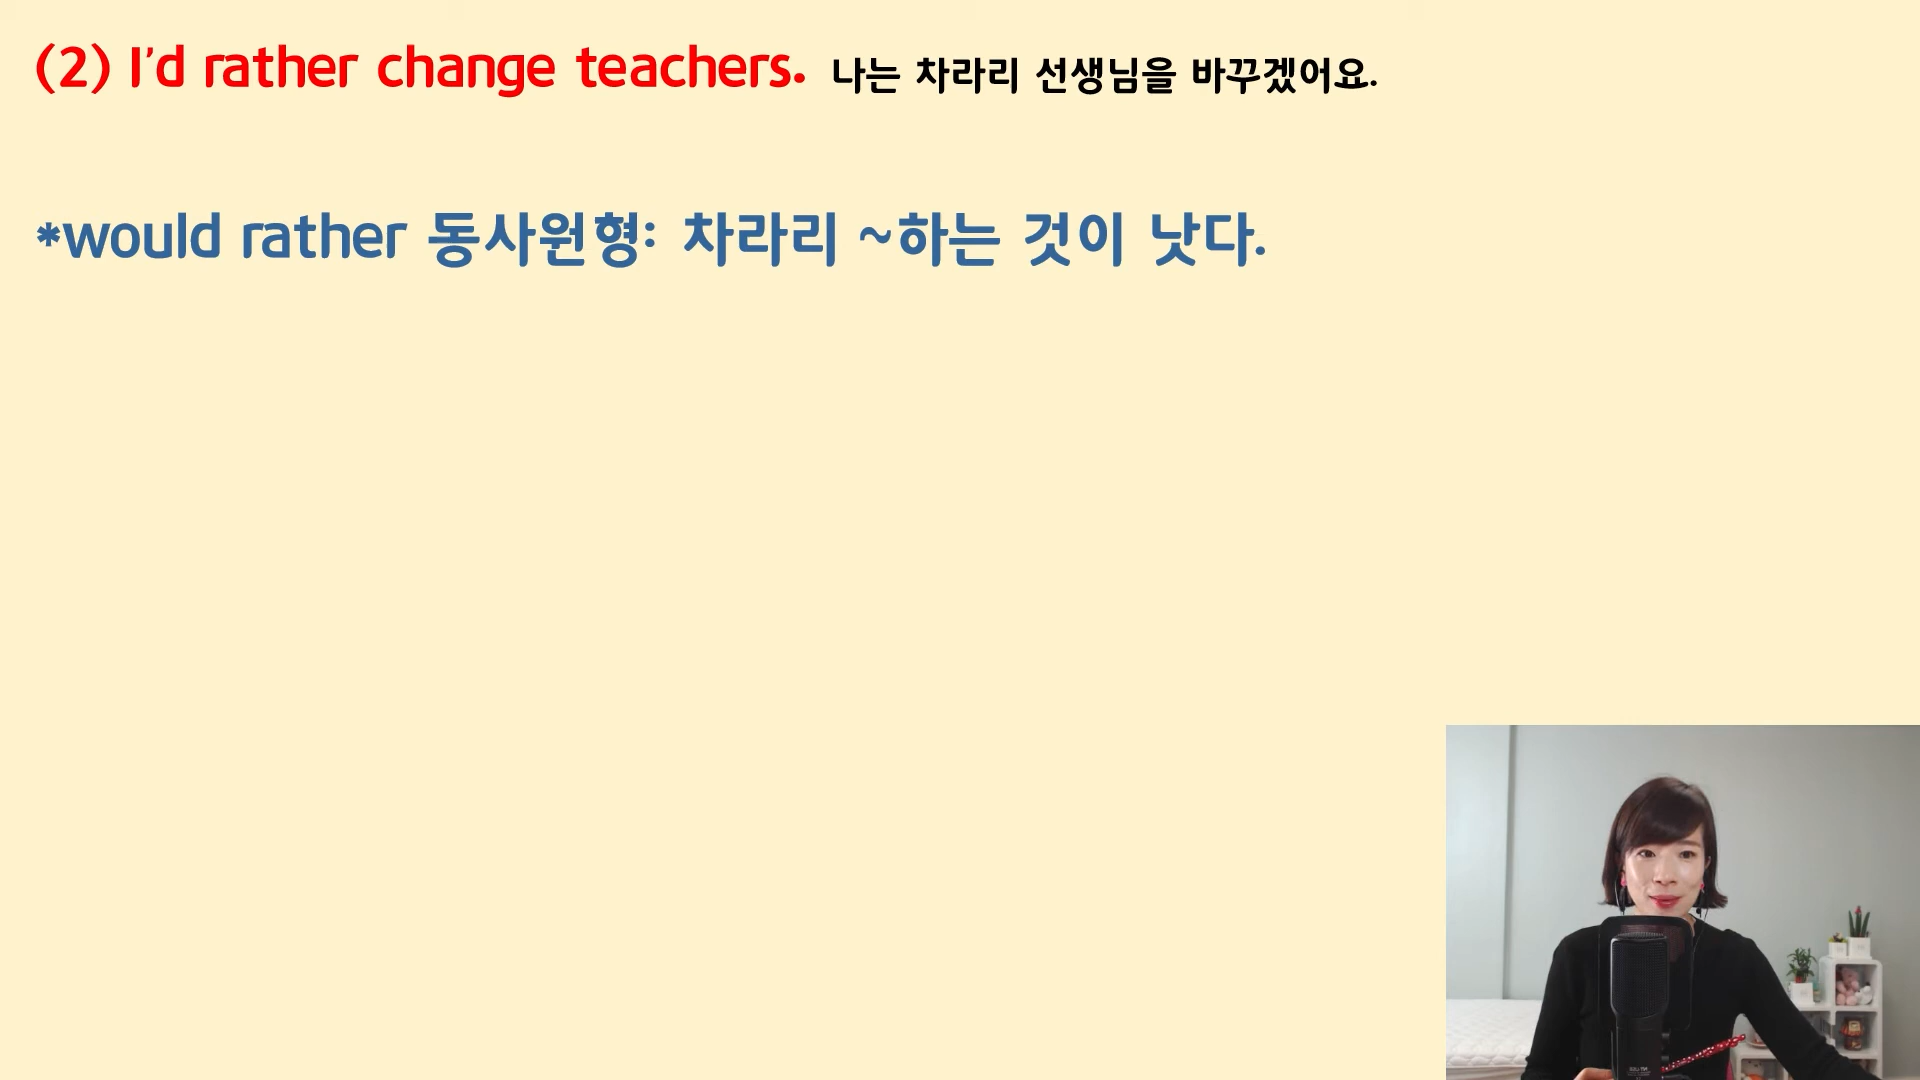 (2) I'd rather change teachers. 나는 차라리 선생님을 바꾸겠어요.
*would rather 동사원형: 차라리 ~하는 것이 낫다.